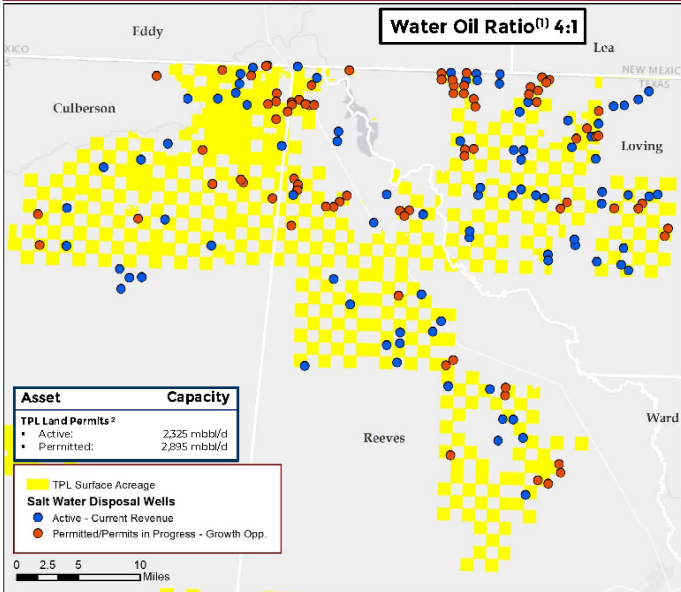 Water Oil Ratio(1) 4:1
Eddy
Lea
XICO
S
NEW MEXICO
TEXAS
Culberson
Loving
Asset Capacity
TPL Land Permits 2
▪ Active: 2,325 mbbl/d
▪ Permitted: 2,895 mbbl/d
Ward
Reeves
TPL Surface Acreage
Salt Water Disposal Wells
Active - Current Revenue
Permitted/Permits in Progress - Growth Opp.
0 2.5 5 10
Miles